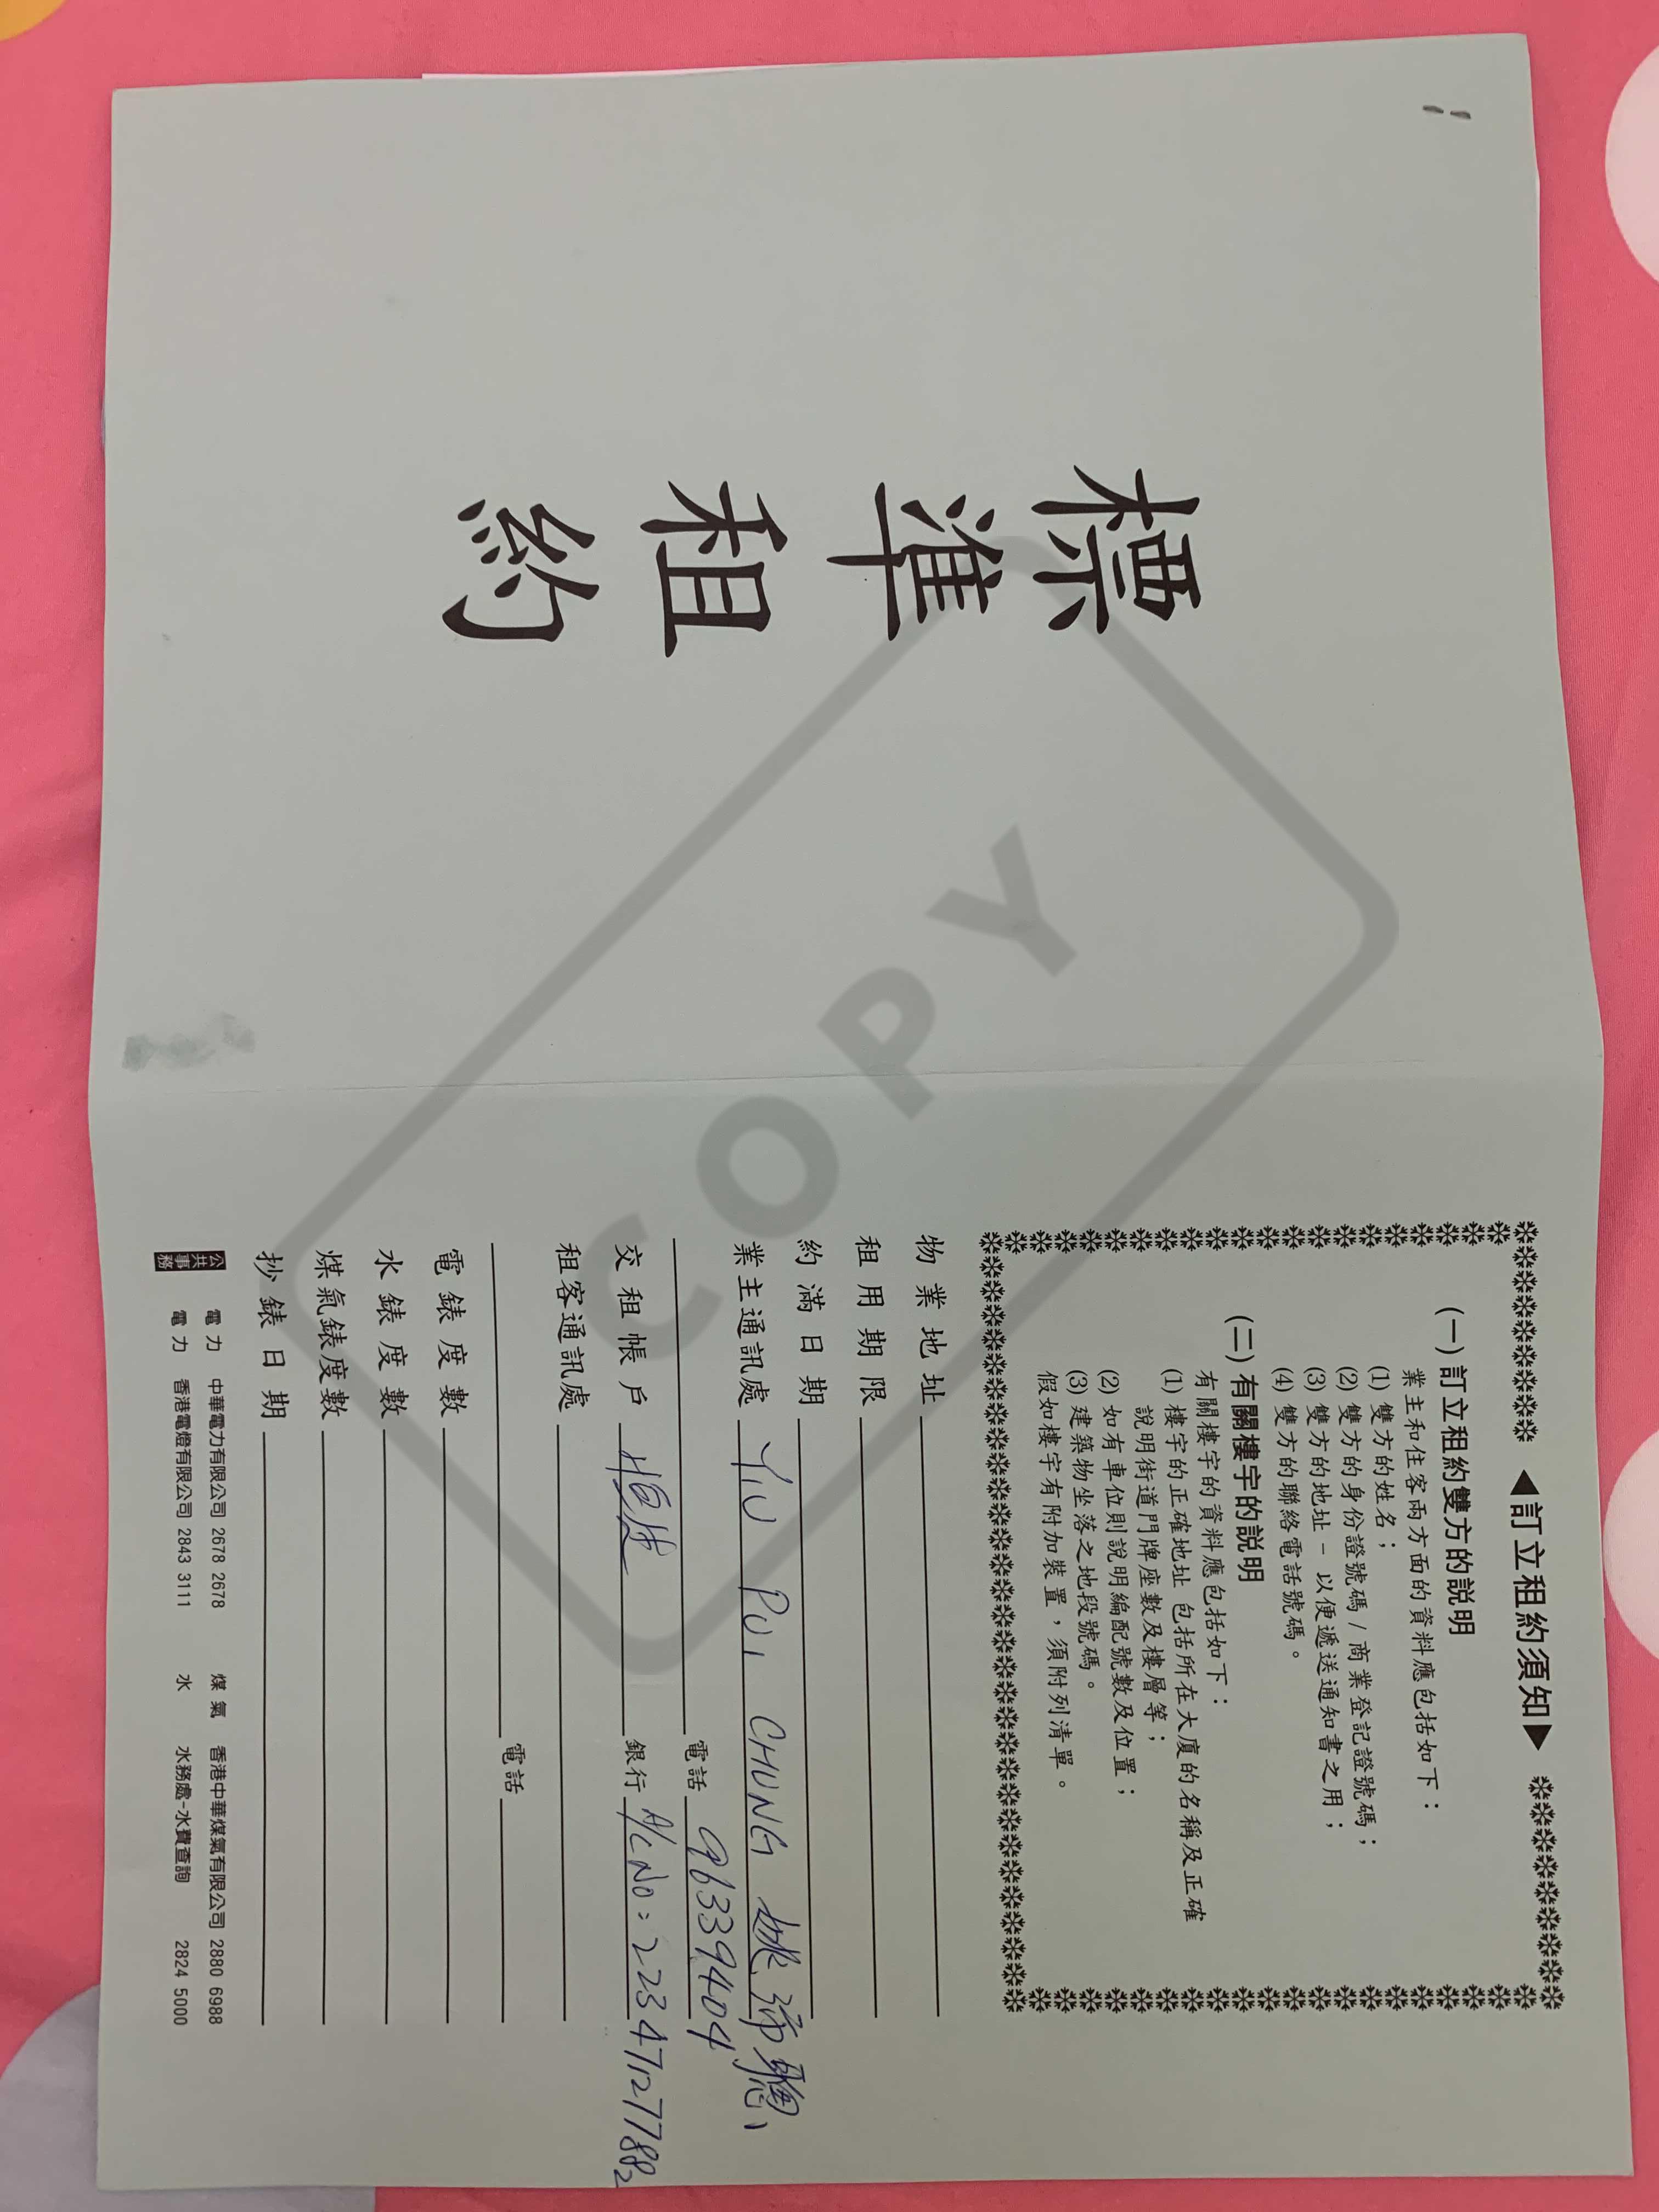 標準租約
◀訂立租約須知▶
(一) 訂立租約雙方的説明
業主和住客兩方面的資料應包括如下：
(1) 雙方的姓名；
(2) 雙方的身份證號碼 / 商業登記證號碼；
(3) 雙方的地址 – 以便遞送通知書之用；
(4) 雙方的聯絡電話號碼。
(二) 有關樓宇的説明
有關樓宇的資料應包括如下：
(1) 樓宇的正確地址 包括所在大廈的名稱及正確
說明街道門牌座數及樓層等；
(2) 如有車位則說明編配號數及位置；
(3) 建築物坐落之地段號碼。
假如樓宇有附加裝置，須附列清單。
物業地址
租用期限
約滿日期
業主通訊處 YIU PUI CHUNG 姚沛聰
電話 96339404
交租帳戶 恒生 銀行 A/C No: 223471277882
租客通訊處
電話
電錶度數
水錶度數
煤氣錶度數
抄錶日期
公共事務 電力 中華電力有限公司 2678 2678 煤氣 香港中華煤氣有限公司 2880 6988
電力 香港電燈有限公司 2843 3111 水 水務處-水費查詢 2824 5000
COPY